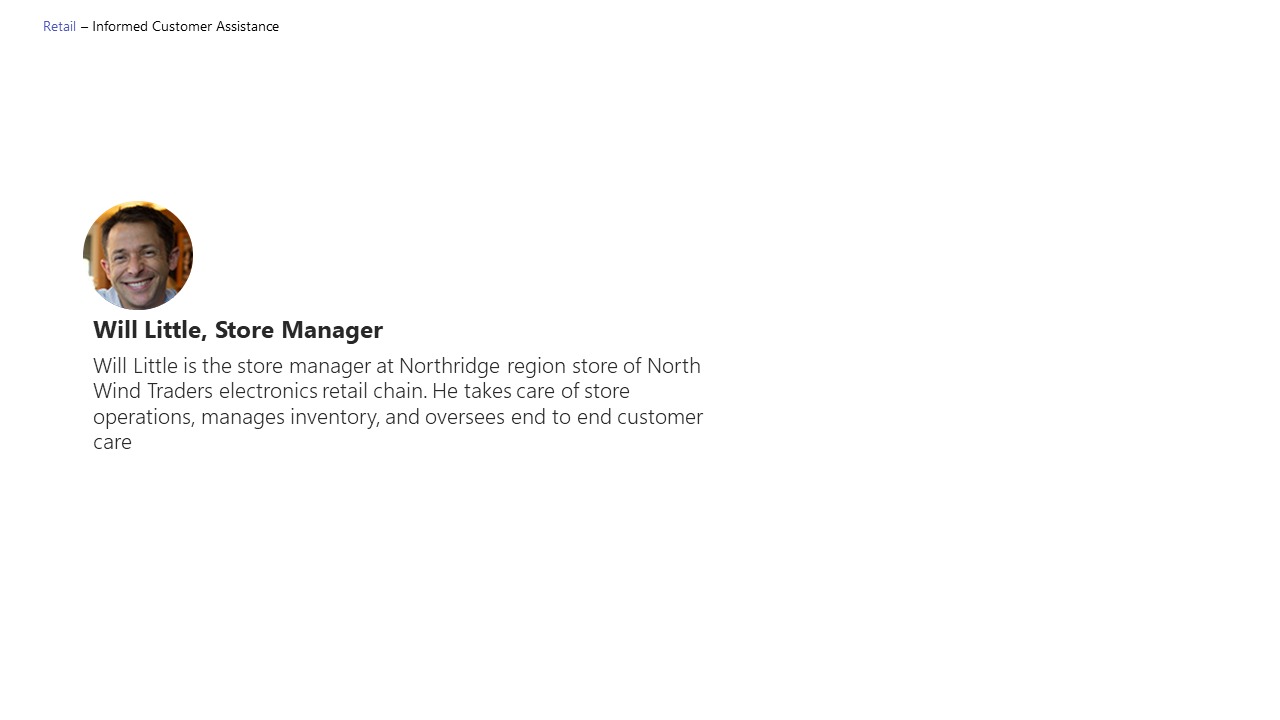 Retail – Informed Customer Assistance
Will Little, Store Manager
Will Little is the store manager at Northridge region store of North
Wind Traders electronics retail chain. He takes care of store
operations, manages inventory, and oversees end to end customer
care